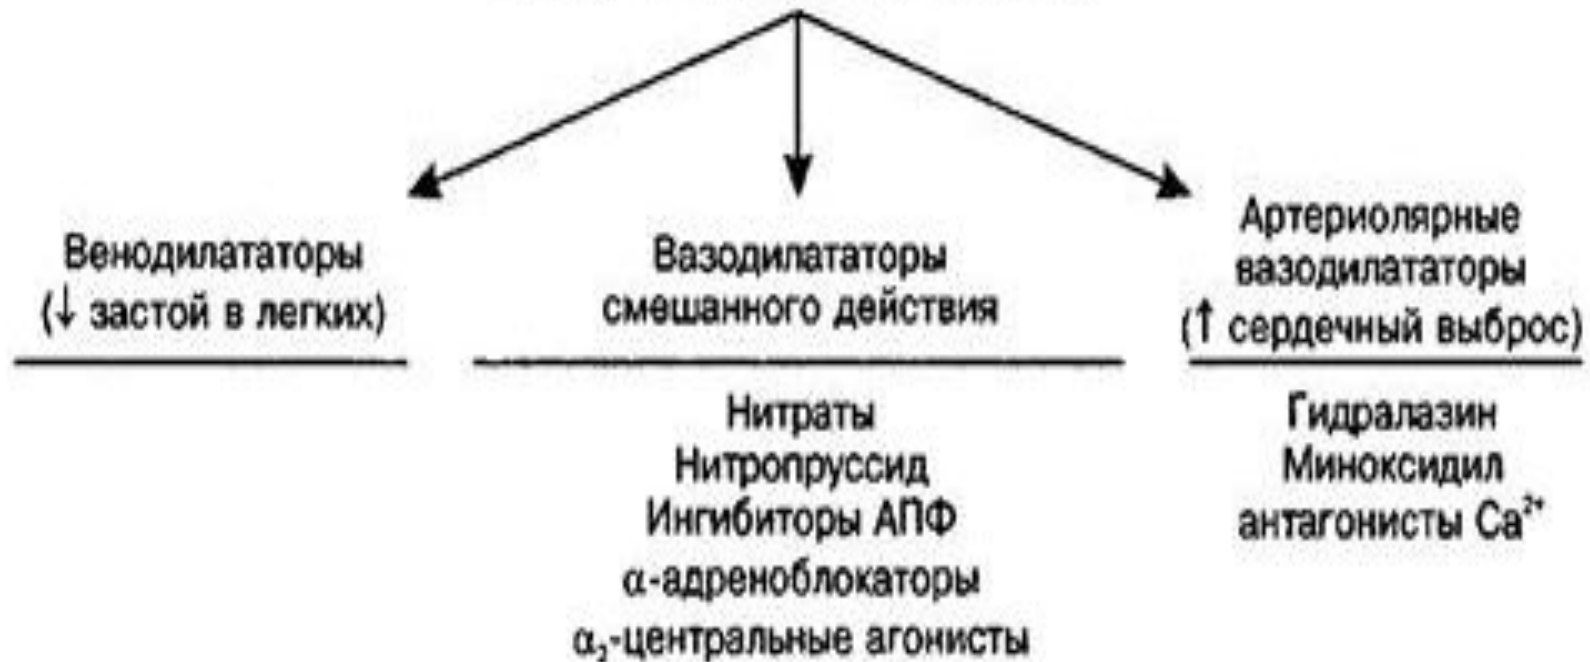 Венодилататоры
(↓ застой в легких)
Вазодилататоры
смешанного действия
Нитраты
Нитропруссид
Ингибиторы АПФ
α-адреноблокаторы
α₂-центральные агонисты
Артериолярные
вазодилататоры
(↑ сердечный выброс)
Гидралазин
Миноксидил
антагонисты Ca²⁺